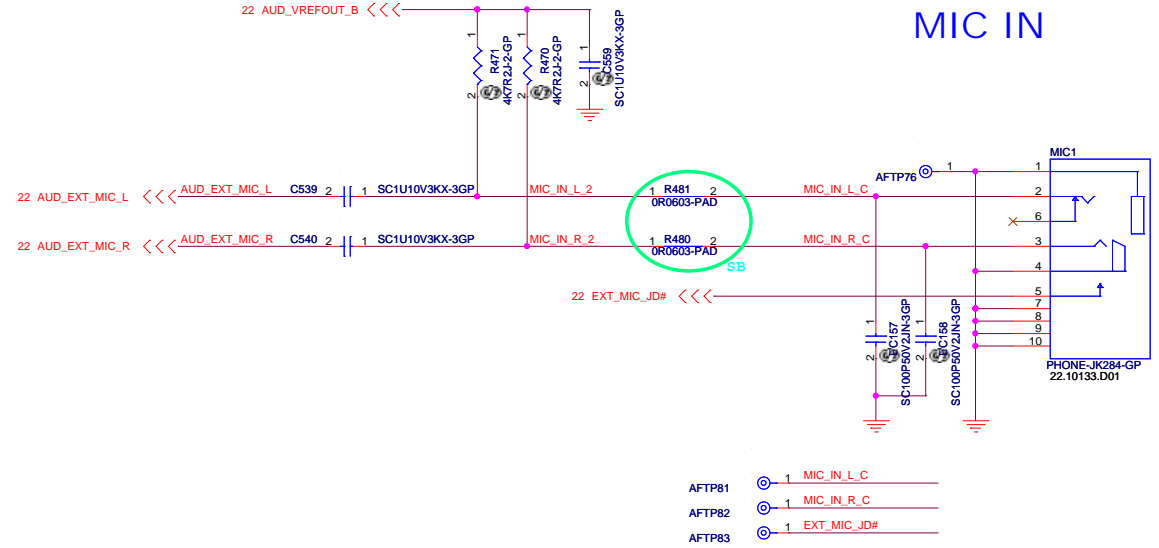 MIC IN
22 AUD_VREFOUT_B
1
R471
4K7R2J-2-GP
2
1
R470
4K7R2J-2-GP
2
1
C559
SC1U10V3KX-3GP
2
22 AUD_EXT_MIC_L AUD_EXT_MIC_L C539 2 1 SC1U10V3KX-3GP MIC_IN_L_2 1 R481 2 MIC_IN_L_C
0R0603-PAD
22 AUD_EXT_MIC_R AUD_EXT_MIC_R C540 2 1 SC1U10V3KX-3GP MIC_IN_R_2 1 R480 2 MIC_IN_R_C
0R0603-PAD
SB
22 EXT_MIC_JD#
AFTP76 1
MIC1
1
2
6
3
4
5
7
8
9
10
PHONE-JK284-GP
22.10133.D01
1
C157
SC100P50V2JN-3GP
2
1
C158
SC100P50V2JN-3GP
2
AFTP81 1 MIC_IN_L_C
AFTP82 1 MIC_IN_R_C
AFTP83 1 EXT_MIC_JD#